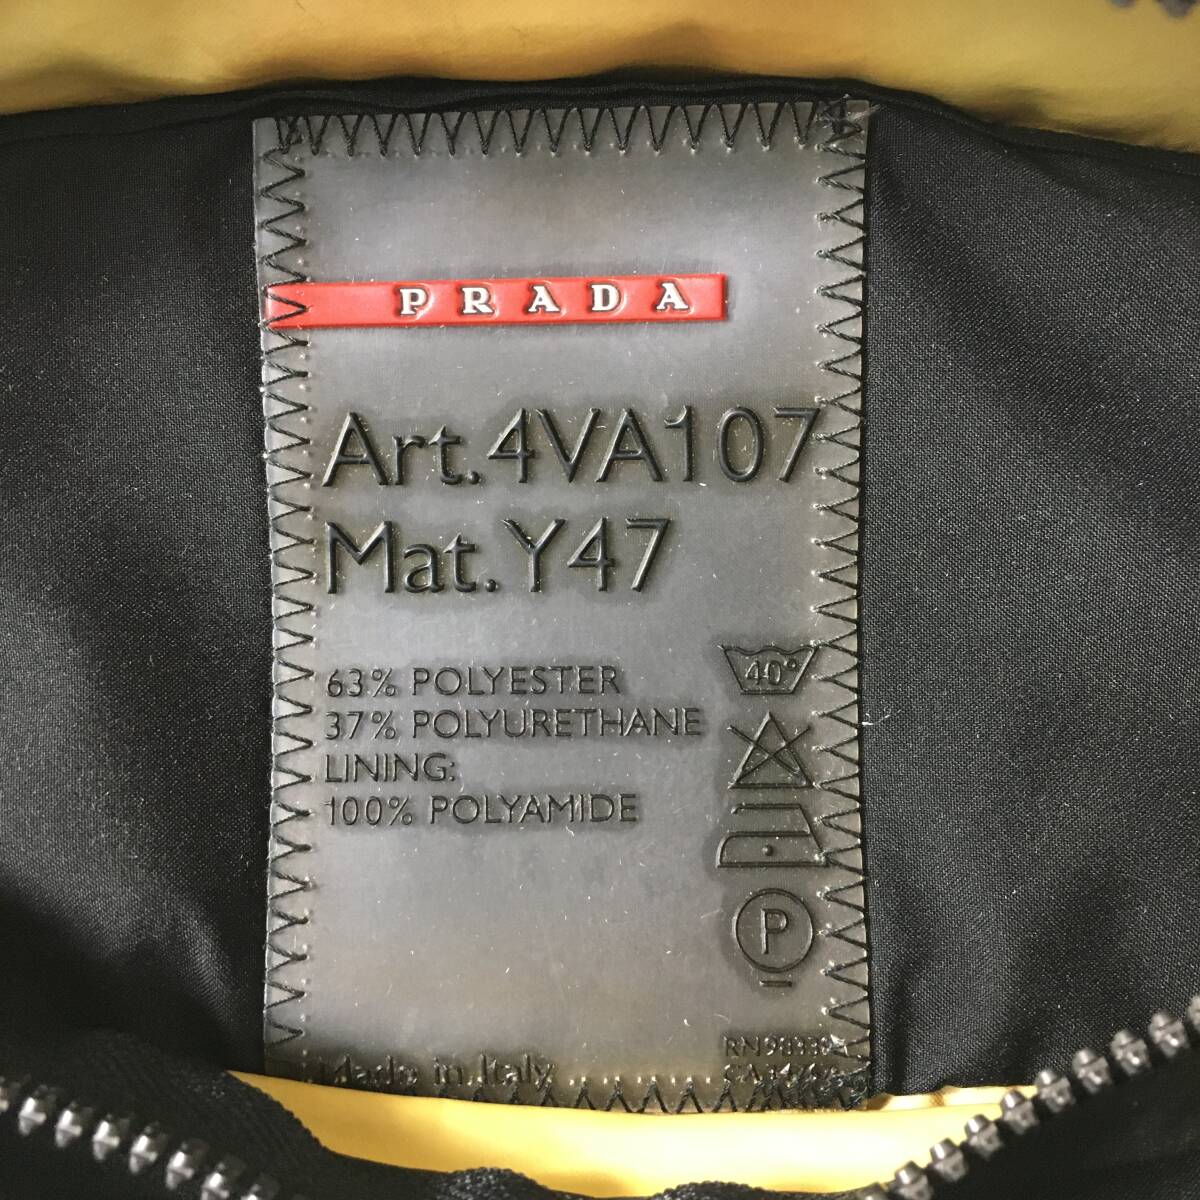 PRADA
Art. 4VA107
Mat. Y47
63% POLYESTER
37% POLYURETHANE
LINING:
100% POLYAMIDE
40°
P
Made in Italy